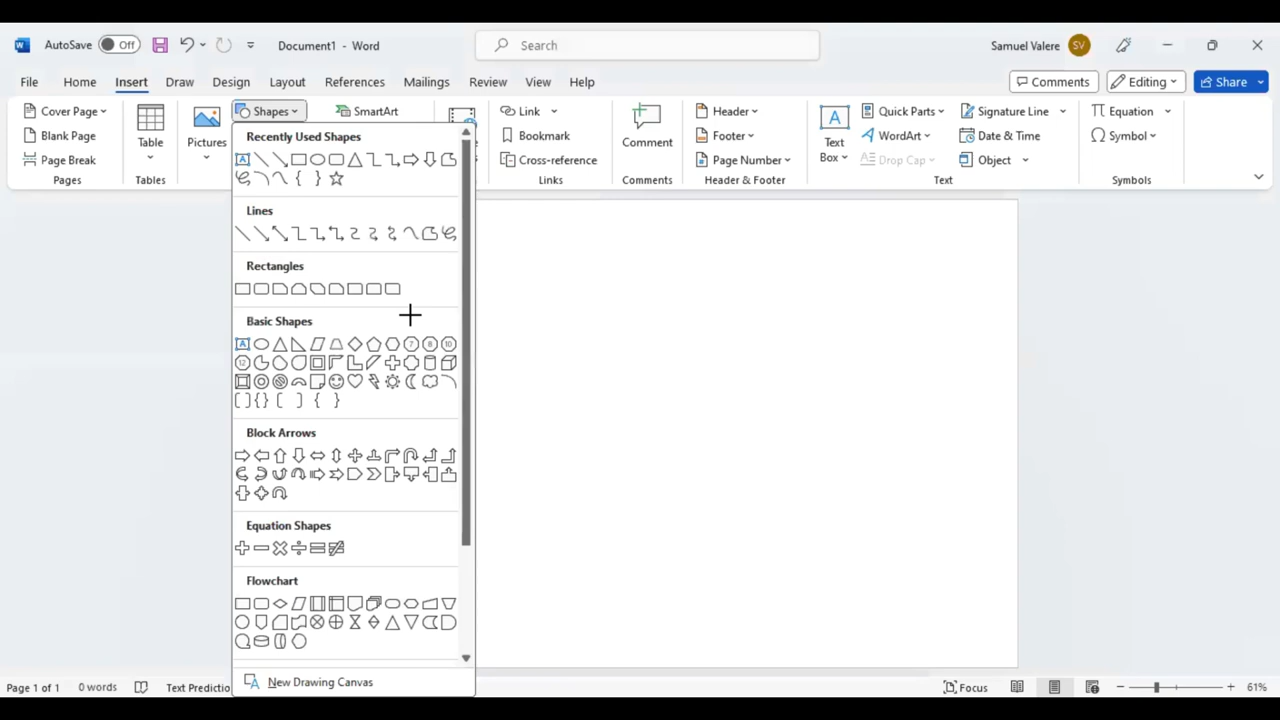 AutoSave Off Document1 - Word Search Samuel Valere SV
File Home Insert Draw Design Layout References Mailings Review View Help Comments Editing Share
Cover Page
Blank Page
Page Break
Pages
Table
Tables
Pictures
Shapes
SmartArt
Link
Bookmark
Cross-reference
Links
Comment
Comments
Header
Footer
Page Number
Header & Footer
Text
Box
Quick Parts
WordArt
Drop Cap
Signature Line
Date & Time
Object
Text
Equation
Symbol
Symbols
Recently Used Shapes
Lines
Rectangles
Basic Shapes
Block Arrows
Equation Shapes
Flowchart
New Drawing Canvas
Page 1 of 1 0 words Text Predictio Focus 61%